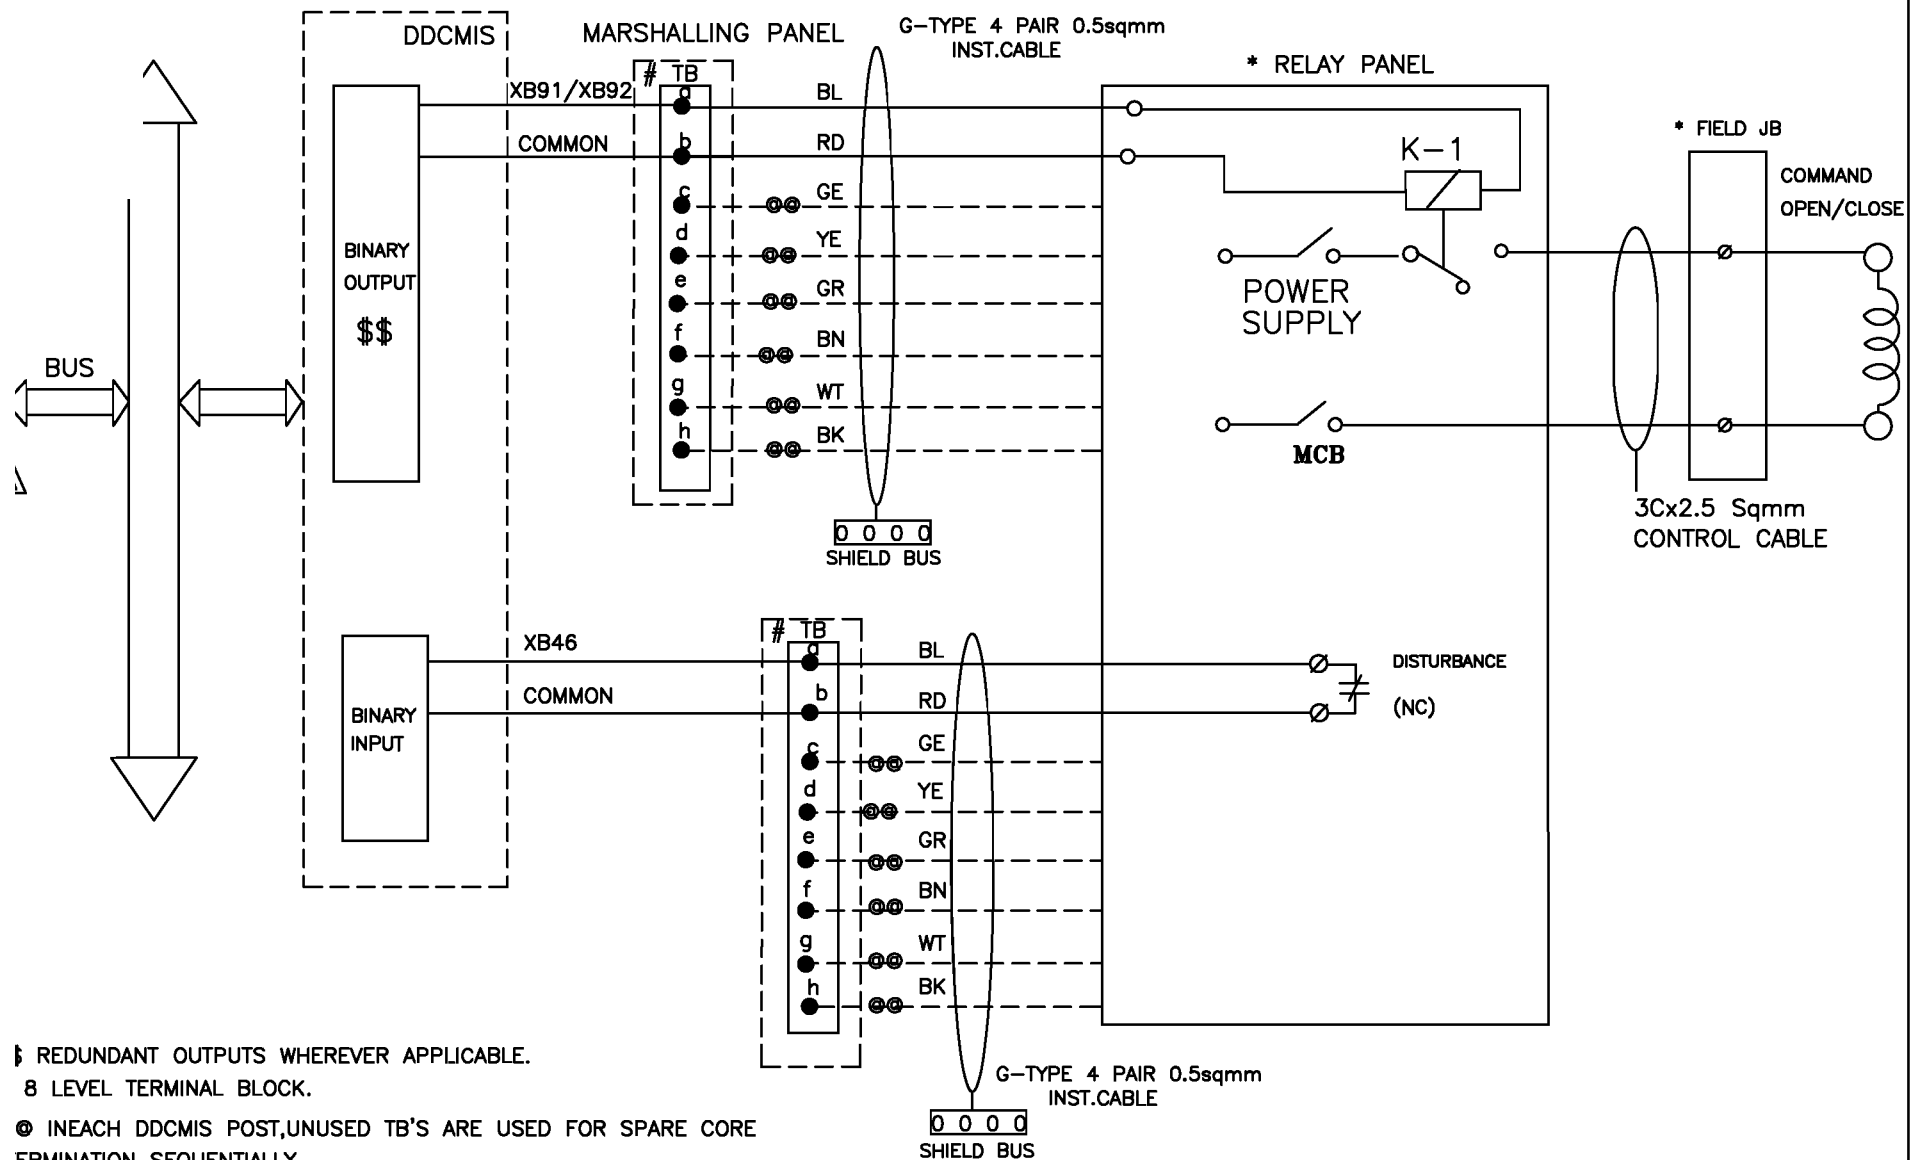 DDCMIS
MARSHALLING PANEL
G-TYPE 4 PAIR 0.5sqmm
INST.CABLE
* RELAY PANEL
# TB
XB91/XB92
a
BL
COMMON
b
RD
K-1
* FIELD JB
COMMAND
OPEN/CLOSE
c
@@
GE
d
@@
YE
BINARY
OUTPUT
$$
e
@@
GR
POWER
SUPPLY
f
@@
BN
BUS
g
@@
WT
h
@@
BK
MCB
3Cx2.5 Sqmm
CONTROL CABLE
0 0 0 0
SHIELD BUS
# TB
XB46
a
BL
DISTURBANCE
COMMON
b
RD
(NC)
BINARY
INPUT
c
@@
GE
d
@@
YE
e
@@
GR
f
@@
BN
g
@@
WT
h
@@
BK
$ REDUNDANT OUTPUTS WHEREVER APPLICABLE.
8 LEVEL TERMINAL BLOCK.
G-TYPE 4 PAIR 0.5sqmm
INST.CABLE
@ INEACH DDCMIS POST,UNUSED TB'S ARE USED FOR SPARE CORE
ERMINATION SEQUENTIALLY
0 0 0 0
SHIELD BUS